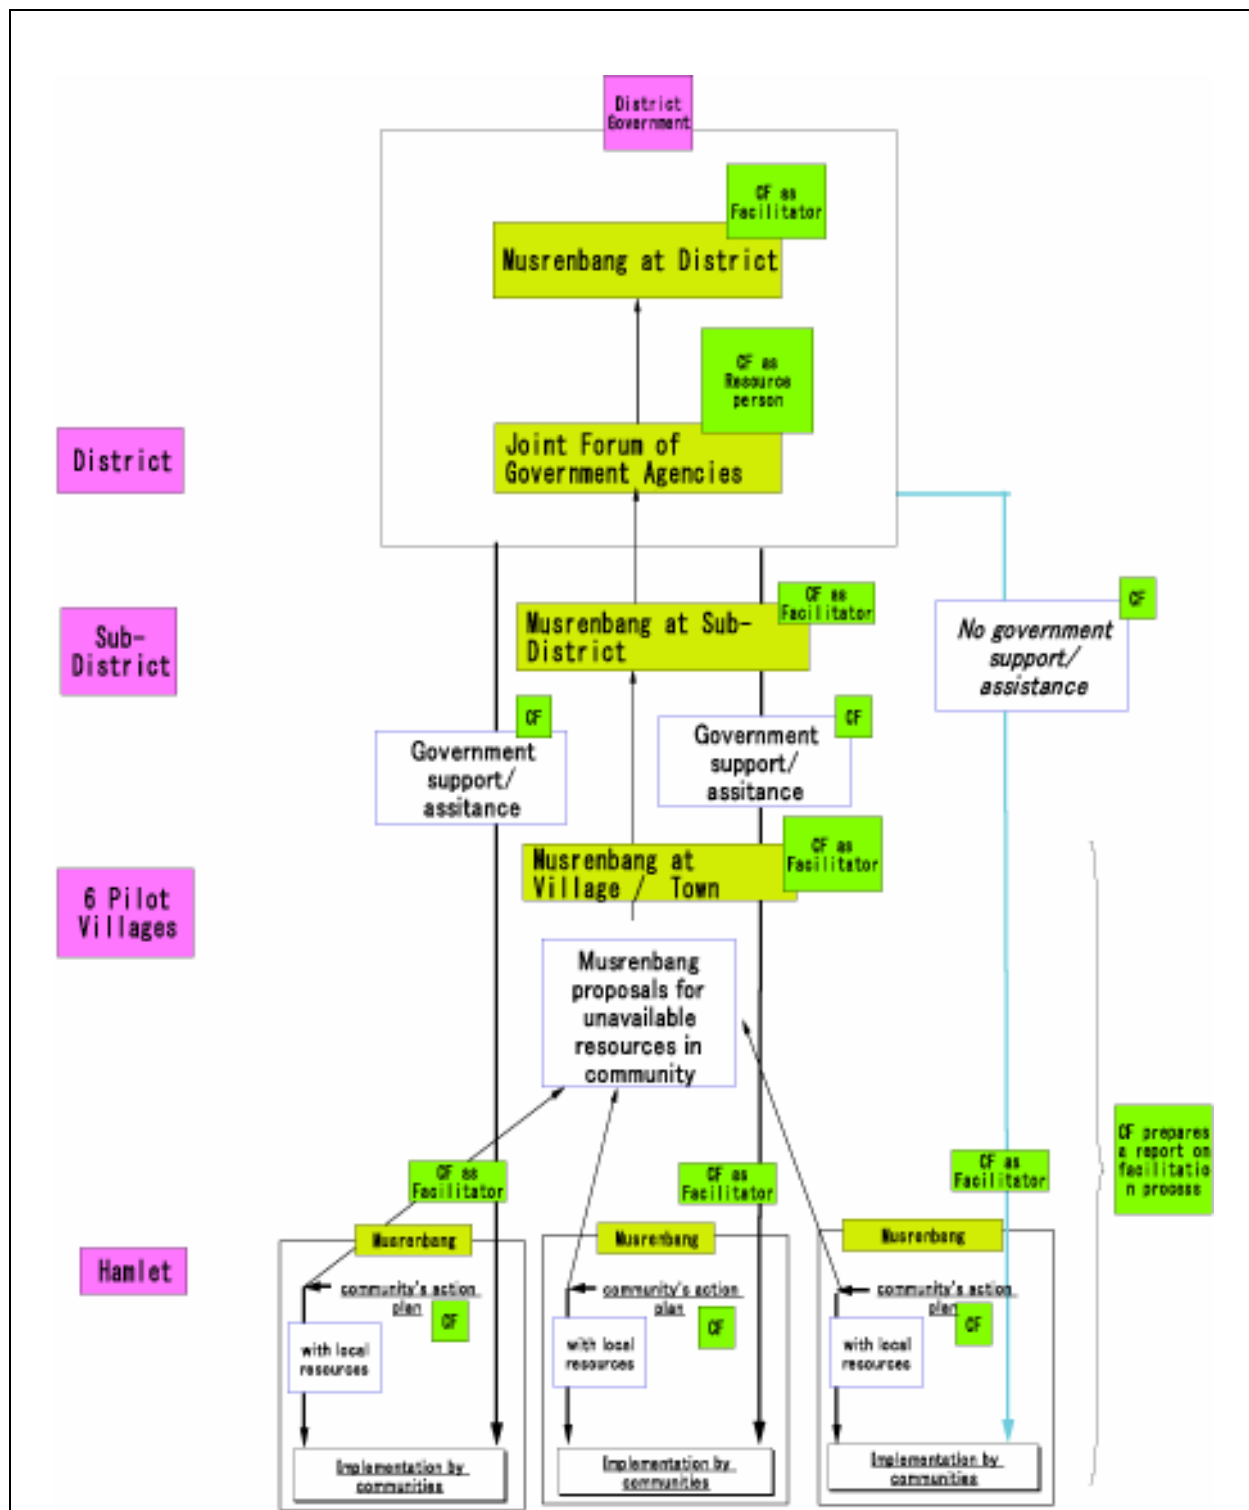 District
Government
CF as
Facilitator
Musrenbang at District
CF as
Resource
person
Joint Forum of
Government Agencies
District
CF as
Facilitator
CF
Musrenbang at Sub-
District
No government
support/
assistance
Sub-
District
CF
CF
Government
support/
assitance
Government
support/
assitance
CF as
Facilitator
Musrenbang at
Village / Town
6 Pilot
Villages
Musrenbang
proposals for
unavailable
resources in
community
CF prepares
a report on
facilitatio
n process
CF as
Facilitator
CF as
Facilitator
CF as
Facilitator
Hamlet
Musrenbang
community's action
plan
CF
with local
resources
Implementation by
communities
Musrenbang
community's action
plan
CF
with local
resources
Implementation by
communities
Musrenbang
community's action
plan
CF
with local
resources
Implementation by
communities